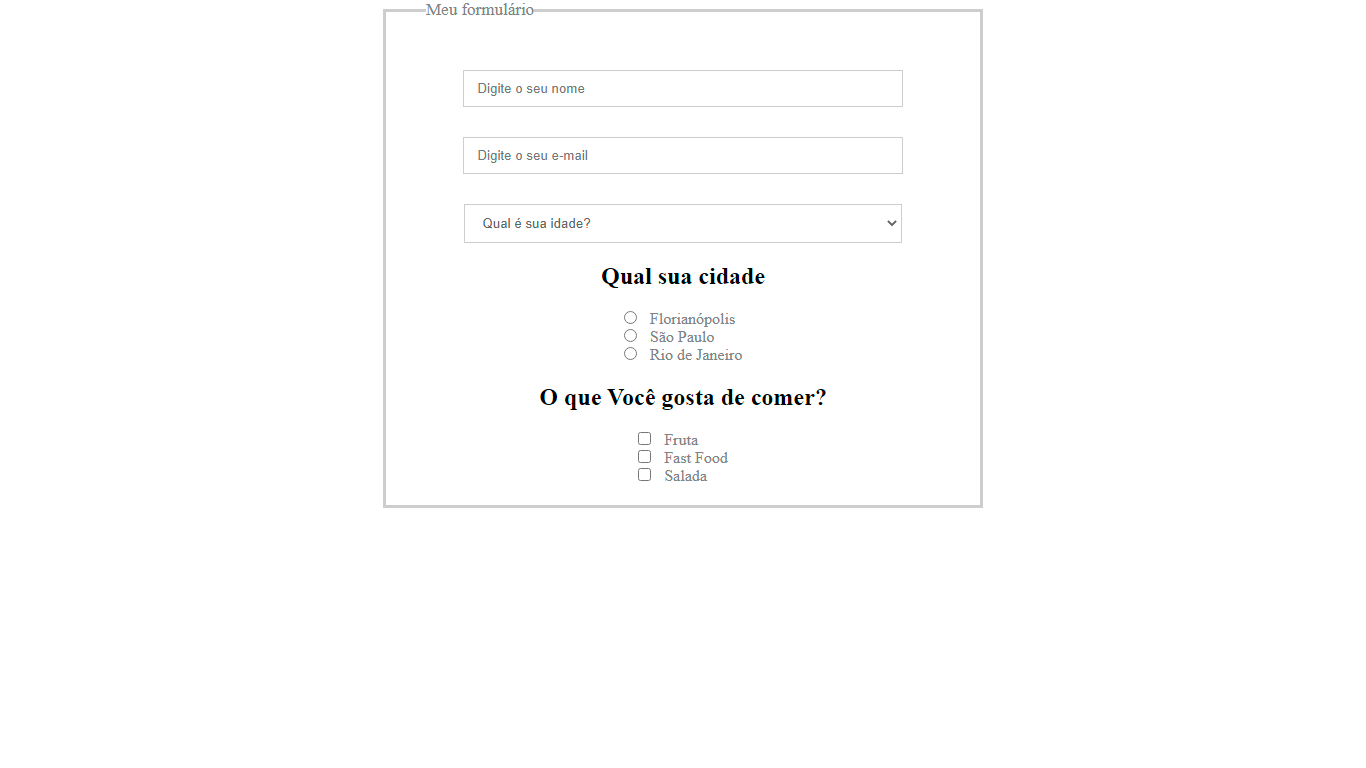 Meu formulário
Digite o seu nome
Digite o seu e-mail
Qual é sua idade?
Qual sua cidade
Florianópolis
São Paulo
Rio de Janeiro
O que Você gosta de comer?
Fruta
Fast Food
Salada